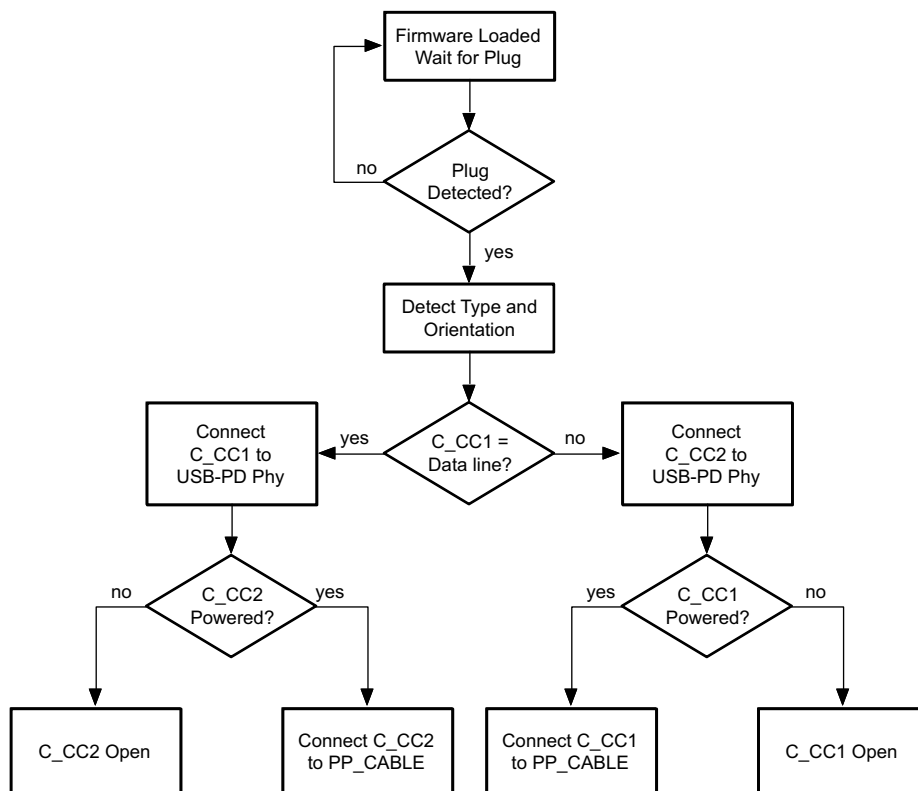 Firmware Loaded
Wait for Plug
no
Plug
Detected?
yes
Detect Type and
Orientation
Connect
C_CC1 to
USB-PD Phy
yes
C_CC1 =
Data line?
no
Connect
C_CC2 to
USB-PD Phy
no
C_CC2
Powered?
yes
yes
C_CC1
Powered?
no
C_CC2 Open
Connect C_CC2
to PP_CABLE
Connect C_CC1
to PP_CABLE
C_CC1 Open